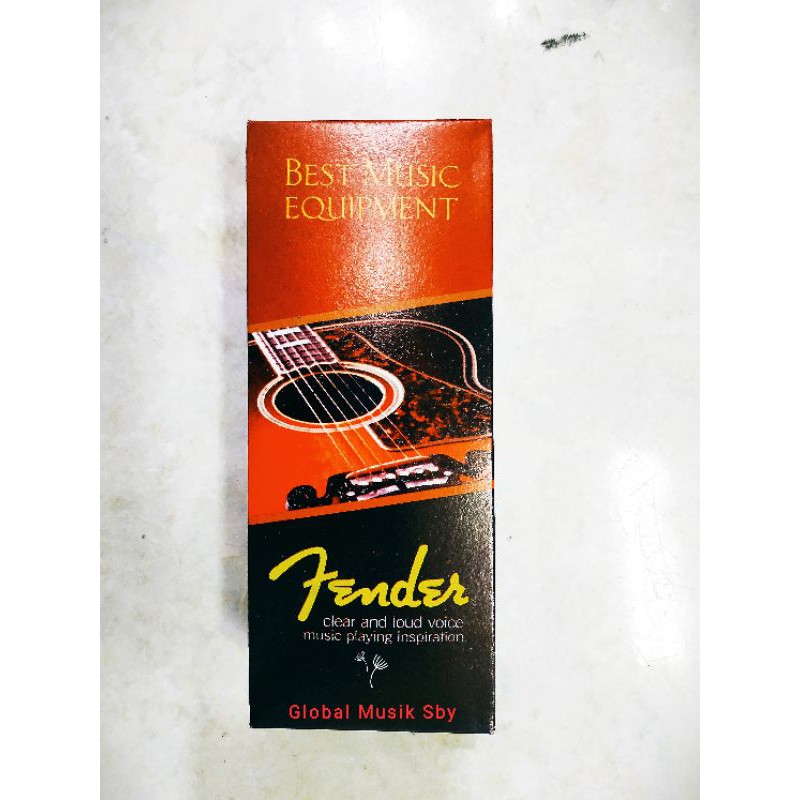 BEST MUSIC
EQUIPMENT
Fender
clear and loud voice
music playing inspiration
Global Musik Sby